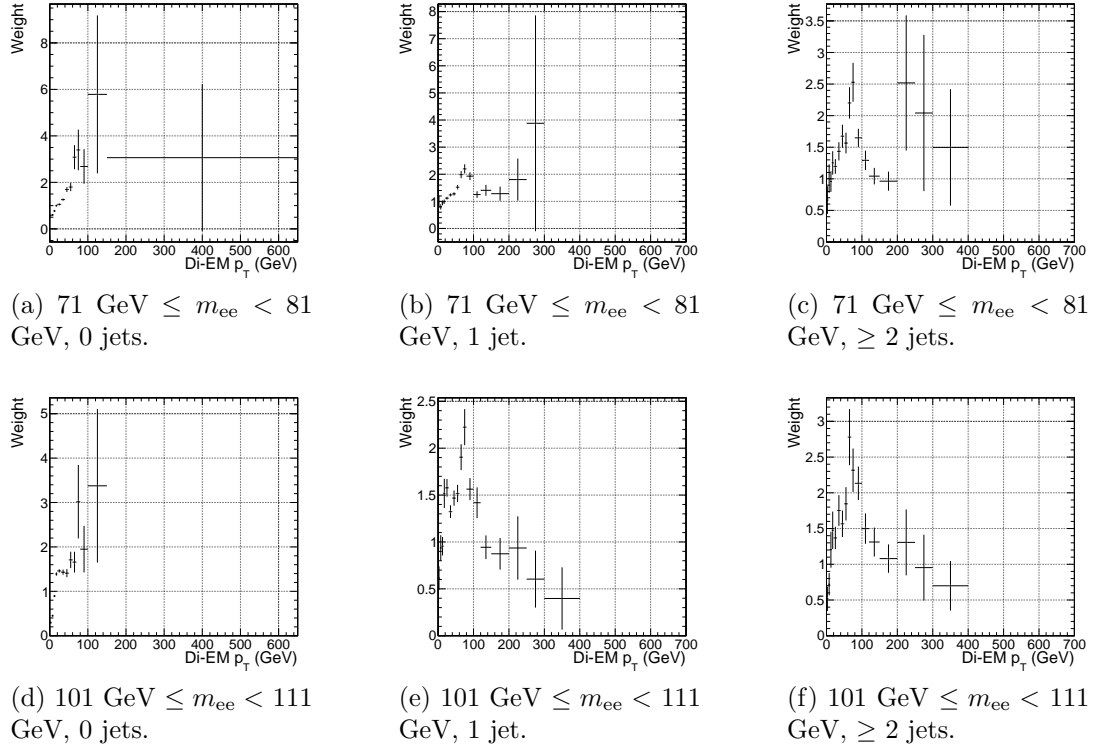 Weight
8
6
4
2
0
0 100 200 300 400 500 600
Di-EM p_T (GeV)
(a) 71 GeV ≤ m_ee < 81
GeV, 0 jets.
Weight
8
7
6
5
4
3
2
1
0
0 100 200 300 400 500 600 700
Di-EM p_T (GeV)
(b) 71 GeV ≤ m_ee < 81
GeV, 1 jet.
Weight
3.5
3
2.5
2
1.5
1
0.5
0
0 100 200 300 400 500 600 700
Di-EM p_T (GeV)
(c) 71 GeV ≤ m_ee < 81
GeV, ≥ 2 jets.
Weight
5
4
3
2
1
0
0 100 200 300 400 500 600
Di-EM p_T (GeV)
(d) 101 GeV ≤ m_ee < 111
GeV, 0 jets.
Weight
2.5
2
1.5
1
0.5
0
0 100 200 300 400 500 600 700
Di-EM p_T (GeV)
(e) 101 GeV ≤ m_ee < 111
GeV, 1 jet.
Weight
3
2.5
2
1.5
1
0.5
0
0 100 200 300 400 500 600 700
Di-EM p_T (GeV)
(f) 101 GeV ≤ m_ee < 111
GeV, ≥ 2 jets.